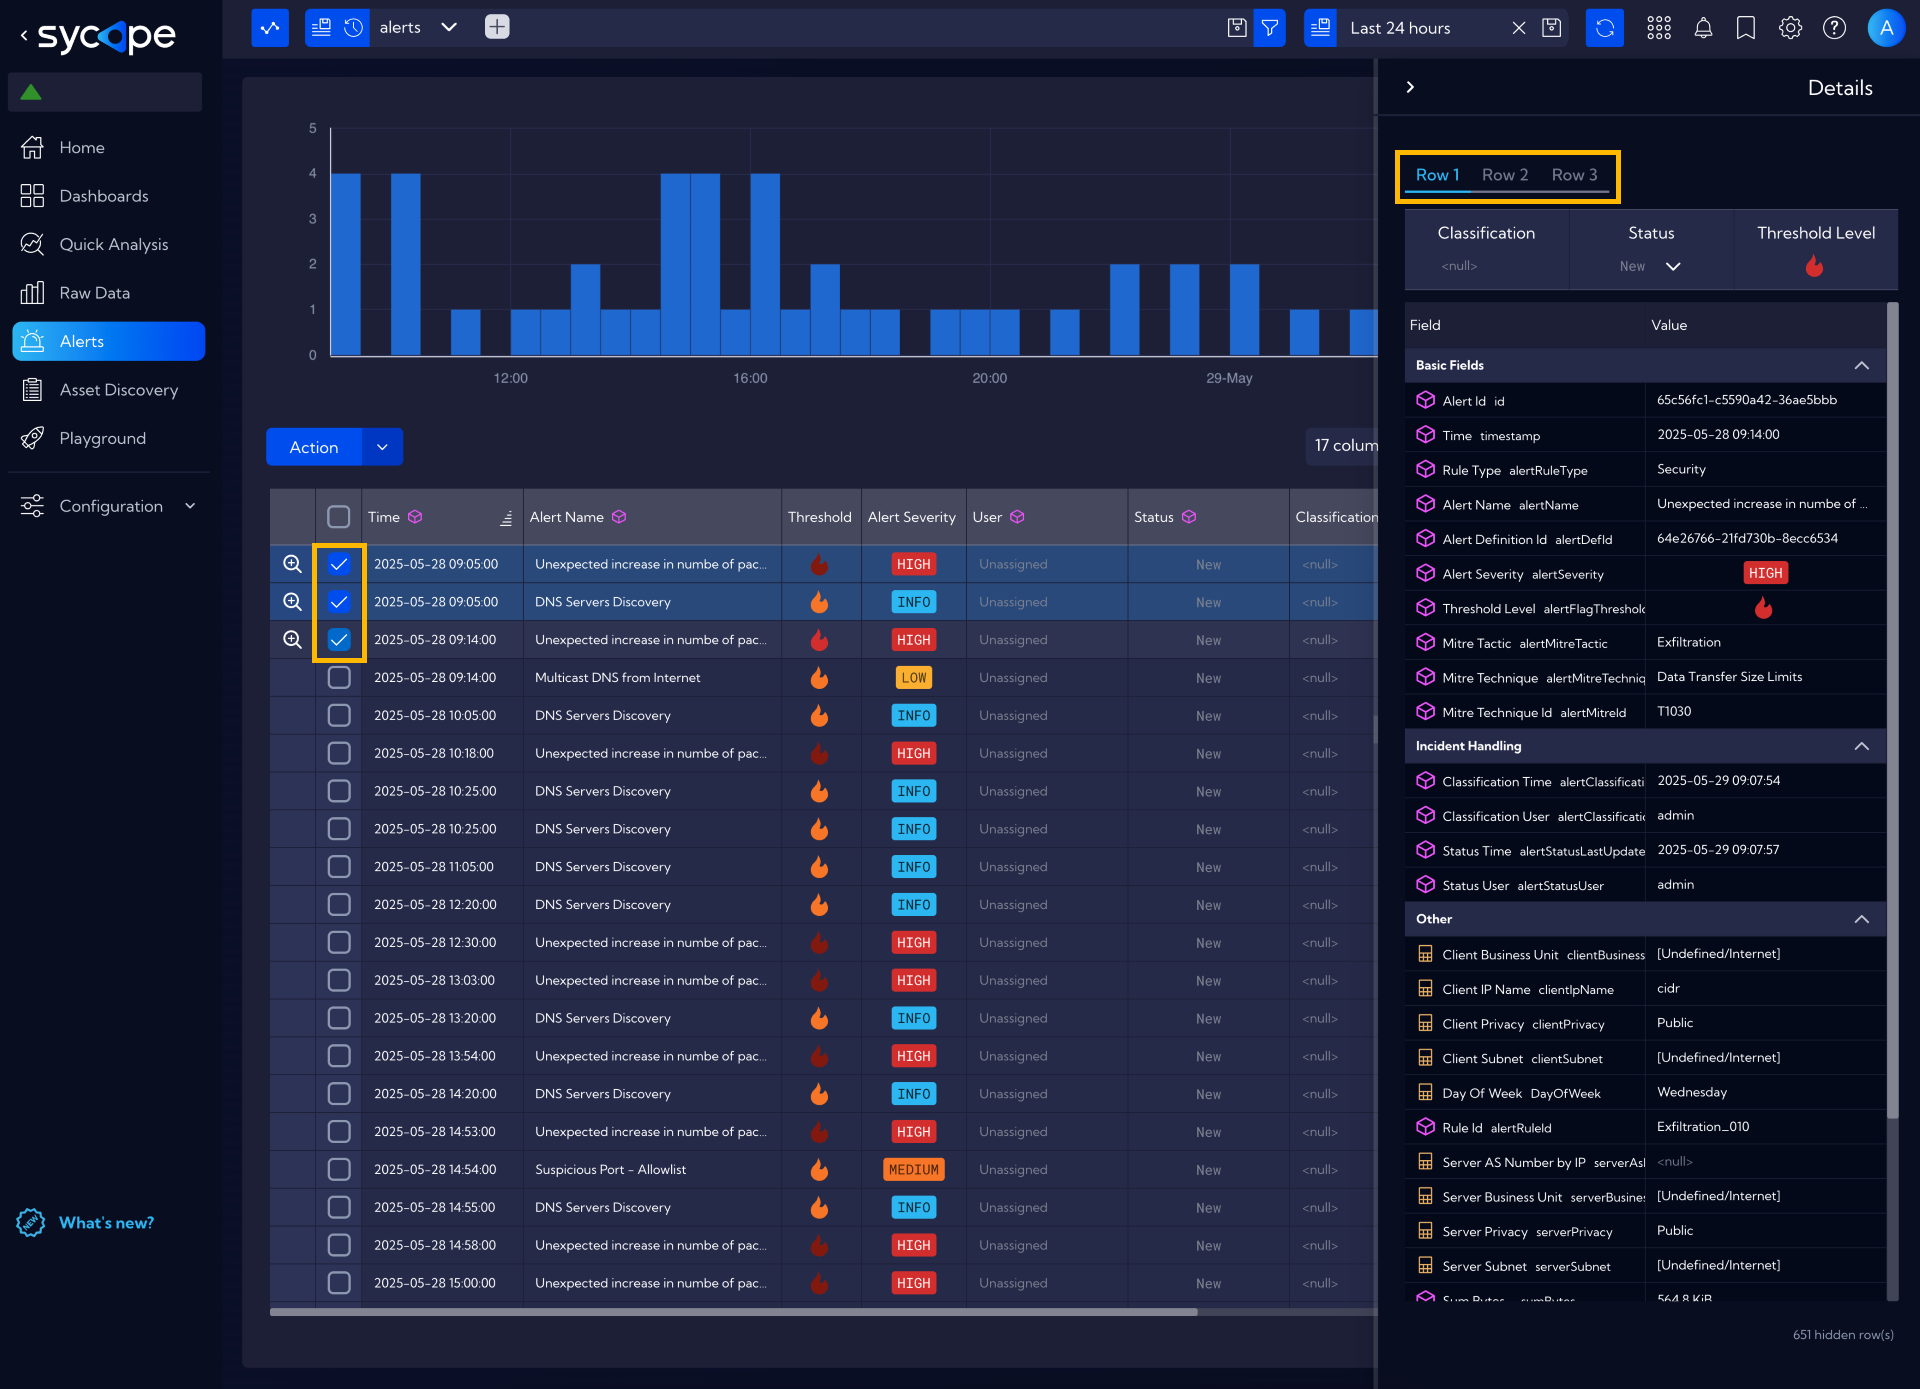 sycope
alerts
Last 24 hours
A
Home
Dashboards
Quick Analysis
Raw Data
Alerts
Asset Discovery
Playground
Configuration
NEW
What's new?
5
4
3
2
1
0
12:00
16:00
20:00
29-May
Action
17 colum
Time Alert Name Threshold Alert Severity User Status Classification
2025-05-28 09:05:00 Unexpected increase in numbe of pac... HIGH Unassigned New <null>
2025-05-28 09:05:00 DNS Servers Discovery INFO Unassigned New <null>
2025-05-28 09:14:00 Unexpected increase in numbe of pac... HIGH Unassigned New <null>
2025-05-28 09:14:00 Multicast DNS from Internet LOW Unassigned New <null>
2025-05-28 10:05:00 DNS Servers Discovery INFO Unassigned New <null>
2025-05-28 10:18:00 Unexpected increase in numbe of pac... HIGH Unassigned New <null>
2025-05-28 10:25:00 DNS Servers Discovery INFO Unassigned New <null>
2025-05-28 10:25:00 DNS Servers Discovery INFO Unassigned New <null>
2025-05-28 11:05:00 DNS Servers Discovery INFO Unassigned New <null>
2025-05-28 12:20:00 DNS Servers Discovery INFO Unassigned New <null>
2025-05-28 12:30:00 Unexpected increase in numbe of pac... HIGH Unassigned New <null>
2025-05-28 13:03:00 Unexpected increase in numbe of pac... HIGH Unassigned New <null>
2025-05-28 13:20:00 DNS Servers Discovery INFO Unassigned New <null>
2025-05-28 13:54:00 Unexpected increase in numbe of pac... HIGH Unassigned New <null>
2025-05-28 14:20:00 DNS Servers Discovery INFO Unassigned New <null>
2025-05-28 14:53:00 Unexpected increase in numbe of pac... HIGH Unassigned New <null>
2025-05-28 14:54:00 Suspicious Port - Allowlist MEDIUM Unassigned New <null>
2025-05-28 14:55:00 DNS Servers Discovery INFO Unassigned New <null>
2025-05-28 14:58:00 Unexpected increase in numbe of pac... HIGH Unassigned New <null>
2025-05-28 15:00:00 Unexpected increase in numbe of pac... HIGH Unassigned New <null>
Details
Row 1 Row 2 Row 3
Classification Status Threshold Level
<null> New
Field Value
Basic Fields
Alert Id id 65c56fc1-c5590a42-36ae5bbb
Time timestamp 2025-05-28 09:14:00
Rule Type alertRuleType Security
Alert Name alertName Unexpected increase in numbe of ...
Alert Definition Id alertDefId 64e26766-21fd730b-8ecc6534
Alert Severity alertSeverity HIGH
Threshold Level alertFlagThreshold
Mitre Tactic alertMitreTactic Exfiltration
Mitre Technique alertMitreTechniq Data Transfer Size Limits
Mitre Technique Id alertMitreId T1030
Incident Handling
Classification Time alertClassificati 2025-05-29 09:07:54
Classification User alertClassificatio admin
Status Time alertStatusLastUpdate 2025-05-29 09:07:57
Status User alertStatusUser admin
Other
Client Business Unit clientBusiness [Undefined/Internet]
Client IP Name clientIpName cidr
Client Privacy clientPrivacy Public
Client Subnet clientSubnet [Undefined/Internet]
Day Of Week DayOfWeek Wednesday
Rule Id alertRuleId Exfiltration_010
Server AS Number by IP serverAsI <null>
Server Business Unit serverBusines [Undefined/Internet]
Server Privacy serverPrivacy Public
Server Subnet serverSubnet [Undefined/Internet]
Sum Bytes sumBytes 564.8 KiB
651 hidden row(s)